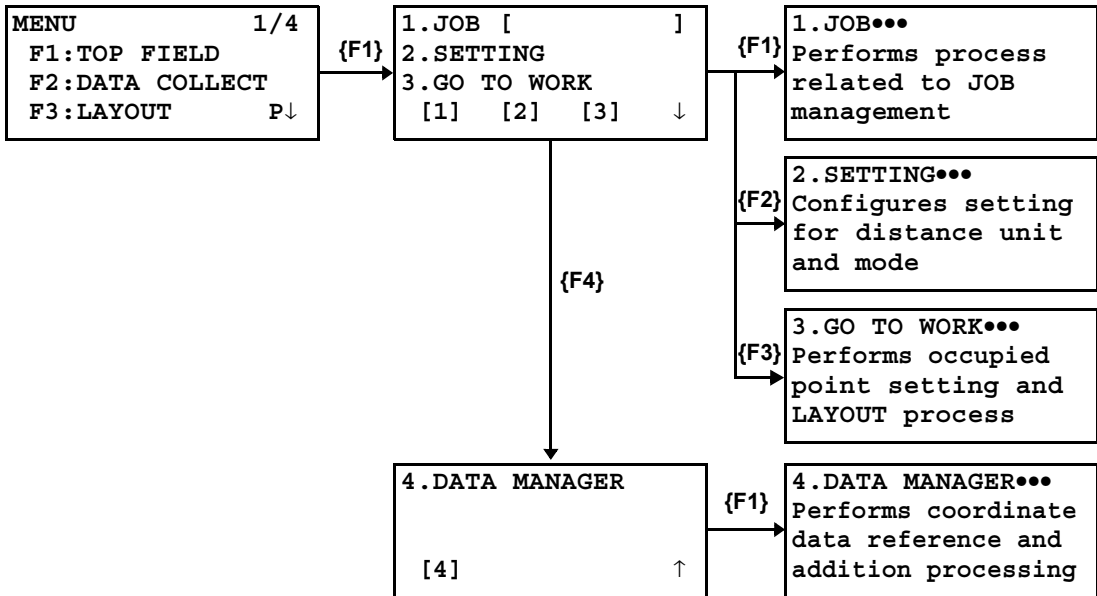 MENU 1/4
F1:TOP FIELD
F2:DATA COLLECT
F3:LAYOUT P↓
{F1}
1.JOB [ ]
2.SETTING
3.GO TO WORK
[1] [2] [3] ↓
{F1}
1.JOB●●●
Performs process
related to JOB
management
{F2}
2.SETTING●●●
Configures setting
for distance unit
and mode
{F3}
3.GO TO WORK●●●
Performs occupied
point setting and
LAYOUT process
{F4}
4.DATA MANAGER
[4] ↑
{F1}
4.DATA MANAGER●●●
Performs coordinate
data reference and
addition processing